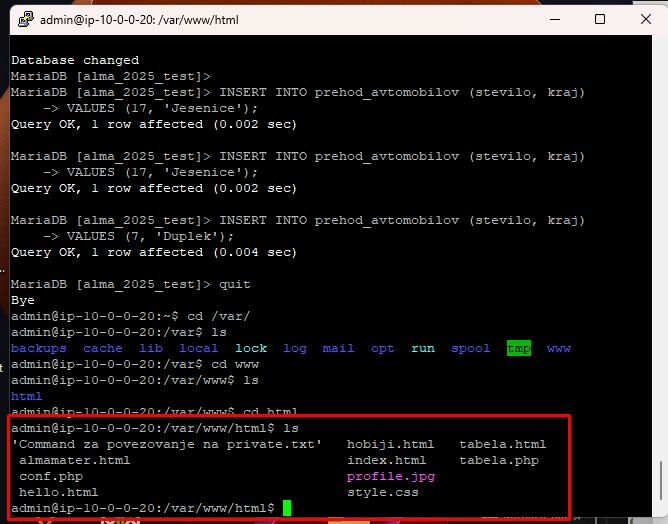 admin@ip-10-0-0-20: /var/www/html
Database changed
MariaDB [alma_2025_test]>
MariaDB [alma_2025_test]> INSERT INTO prehod_avtomobilov (stevilo, kraj)
    -> VALUES (17, 'Jesenice');
Query OK, 1 row affected (0.002 sec)
MariaDB [alma_2025_test]> INSERT INTO prehod_avtomobilov (stevilo, kraj)
    -> VALUES (17, 'Jesenice');
Query OK, 1 row affected (0.002 sec)
MariaDB [alma_2025_test]> INSERT INTO prehod_avtomobilov (stevilo, kraj)
    -> VALUES (7, 'Duplek');
Query OK, 1 row affected (0.004 sec)
MariaDB [alma_2025_test]> quit
Bye
admin@ip-10-0-0-20:~$ cd /var/
admin@ip-10-0-0-20:/var$ ls
backups  cache  lib  local  lock  log  mail  opt  run  spool  tmp  www
admin@ip-10-0-0-20:/var$ cd www
admin@ip-10-0-0-20:/var/www$ ls
html
admin@ip-10-0-0-20:/var/www$ cd html
admin@ip-10-0-0-20:/var/www/html$ ls
'Command za povezovanje na private.txt'   hobiji.html   tabela.html
 almamater.html                           index.html    tabela.php
 conf.php                                 profile.jpg
 hello.html                               style.css
admin@ip-10-0-0-20:/var/www/html$